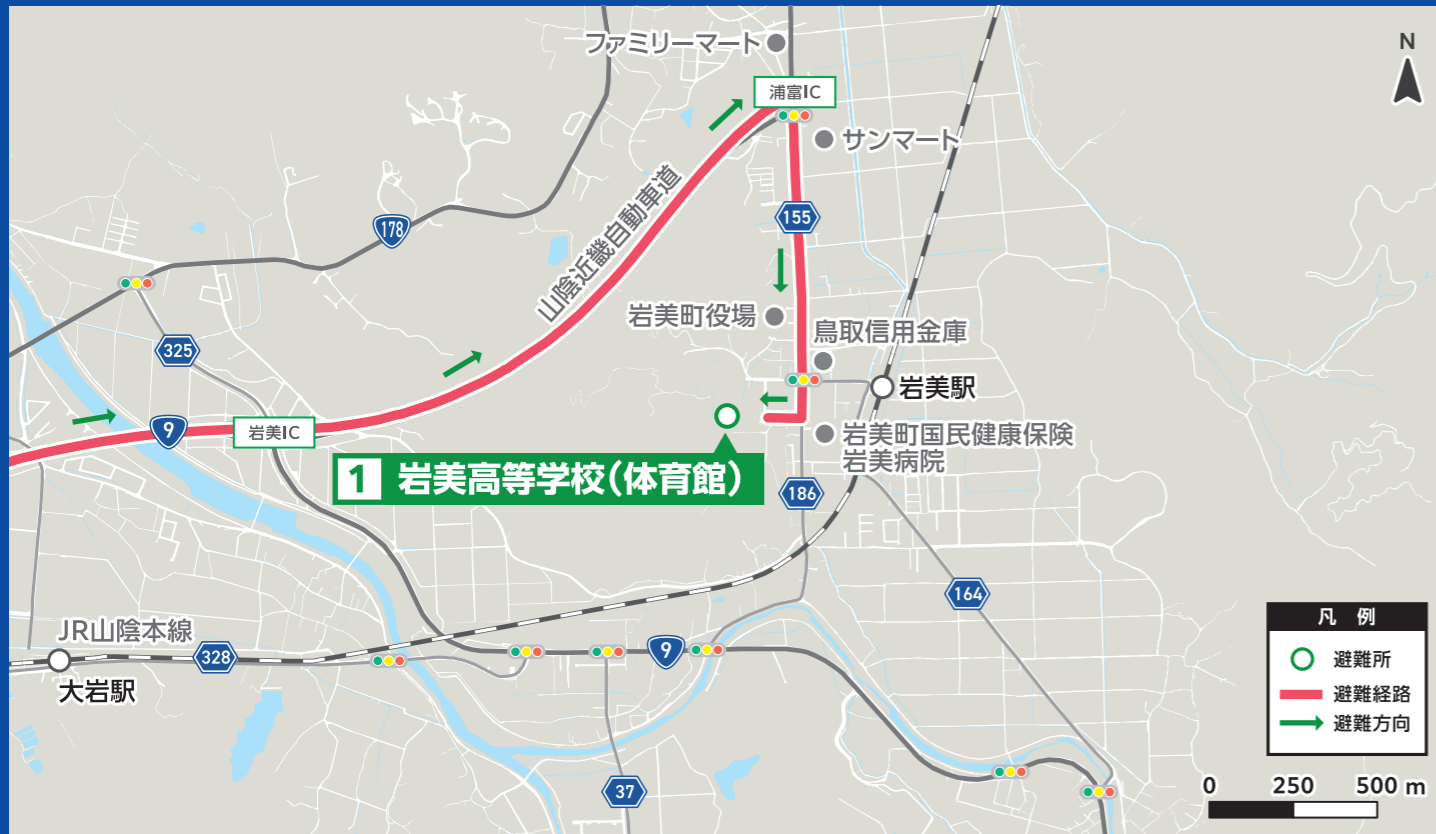 ファミリーマート
N
浦富IC
サンマート
178
155
山陰近畿自動車道
岩美町役場
鳥取信用金庫
325
岩美駅
9
岩美IC
岩美町国民健康保険
岩美病院
1 岩美高等学校(体育館)
186
164
JR山陰本線
328
9
大岩駅
37
凡 例
避難所
避難経路
避難方向
0 250 500 m